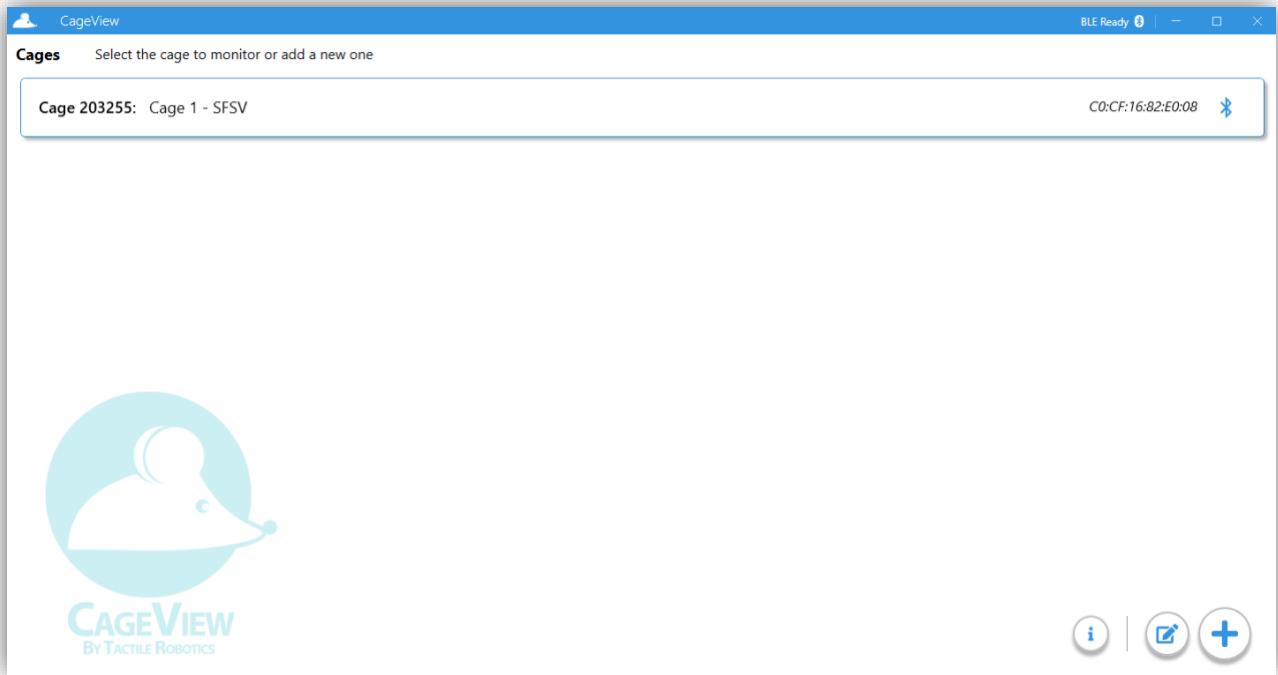 CageView
BLE Ready
Cages Select the cage to monitor or add a new one
Cage 203255: Cage 1 - SFSV C0:CF:16:82:E0:08
CAGEVIEW
BY TACTILE ROBOTICS
i